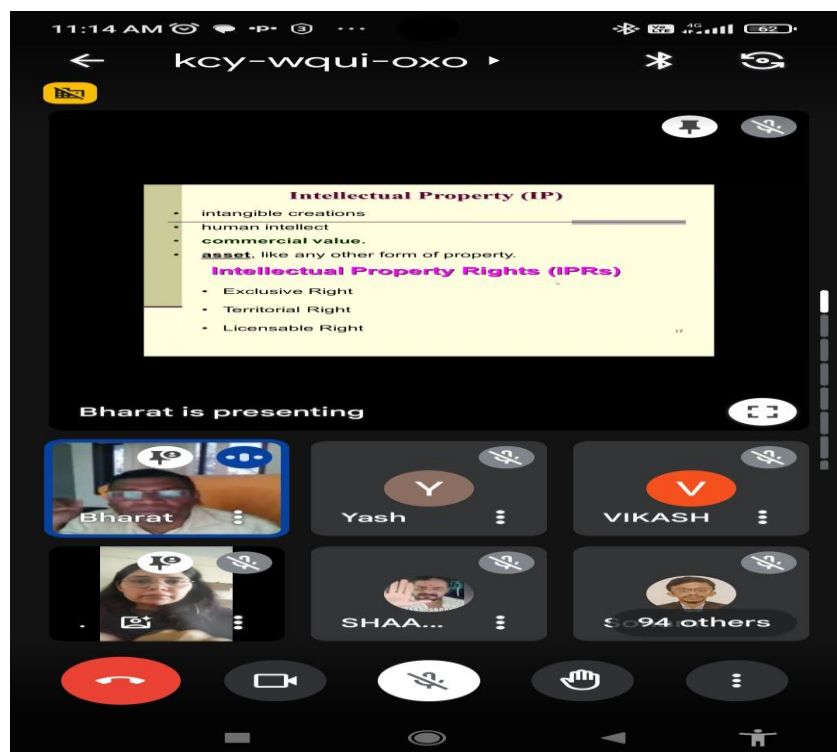 11:14 AM
4G
62
kcy-wqui-oxo
Intellectual Property (IP)
• intangible creations
• human intellect
• commercial value.
• asset, like any other form of property.
Intellectual Property Rights (IPRs)
• Exclusive Right
• Territorial Right
• Licensable Right
17
Bharat is presenting
Bharat
Y
Yash
V
VIKASH
.
SHAA...
94 others